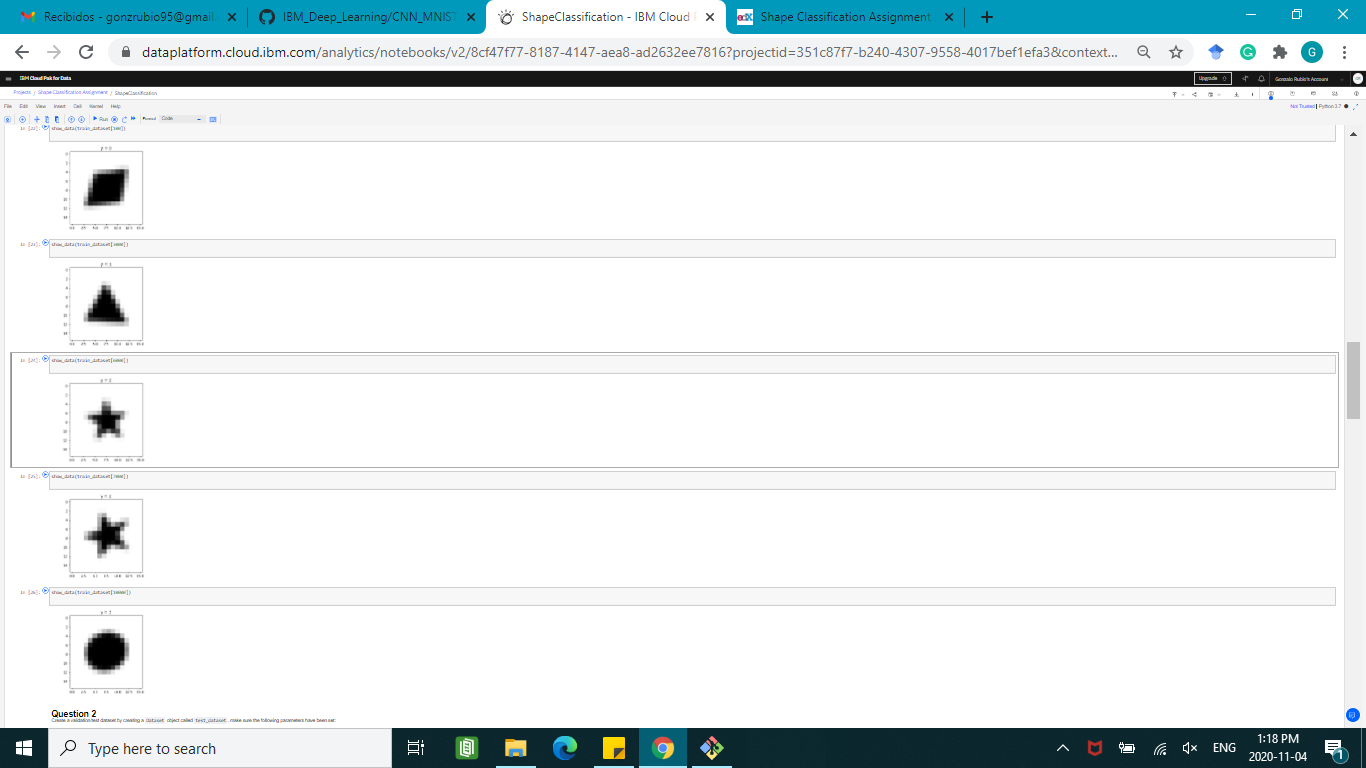 Recibidos - gonzrubio95@gmail
IBM_Deep_Learning/CNN_MNIST
ShapeClassification - IBM Cloud
Shape Classification Assignment
dataplatform.cloud.ibm.com/analytics/notebooks/v2/8cf47f77-8187-4147-aea8-ad2632ee7816?projectid=351c87f7-b240-4307-9558-4017bef1efa3&context...
G
IBM Cloud Pak for Data
Upgrade
Gonzalo Rubio's Account
Projects / Shape Classification Assignment / ShapeClassification
File Edit View Insert Cell Kernel Help
Not Trusted | Python 3.7
Run
Format
Code
In [22]: show_data(train_dataset[100])
y = 0
In [23]: show_data(train_dataset[3000])
y = 1
In [24]: show_data(train_dataset[6000])
y = 2
In [25]: show_data(train_dataset[7000])
In [26]: show_data(train_dataset[10000])
y = 3
Question 2
Create a validation/test dataset by creating a dataset object called test_dataset, make sure the following parameters have been set:
Type here to search
ENG
1:18 PM
2020-11-04
1